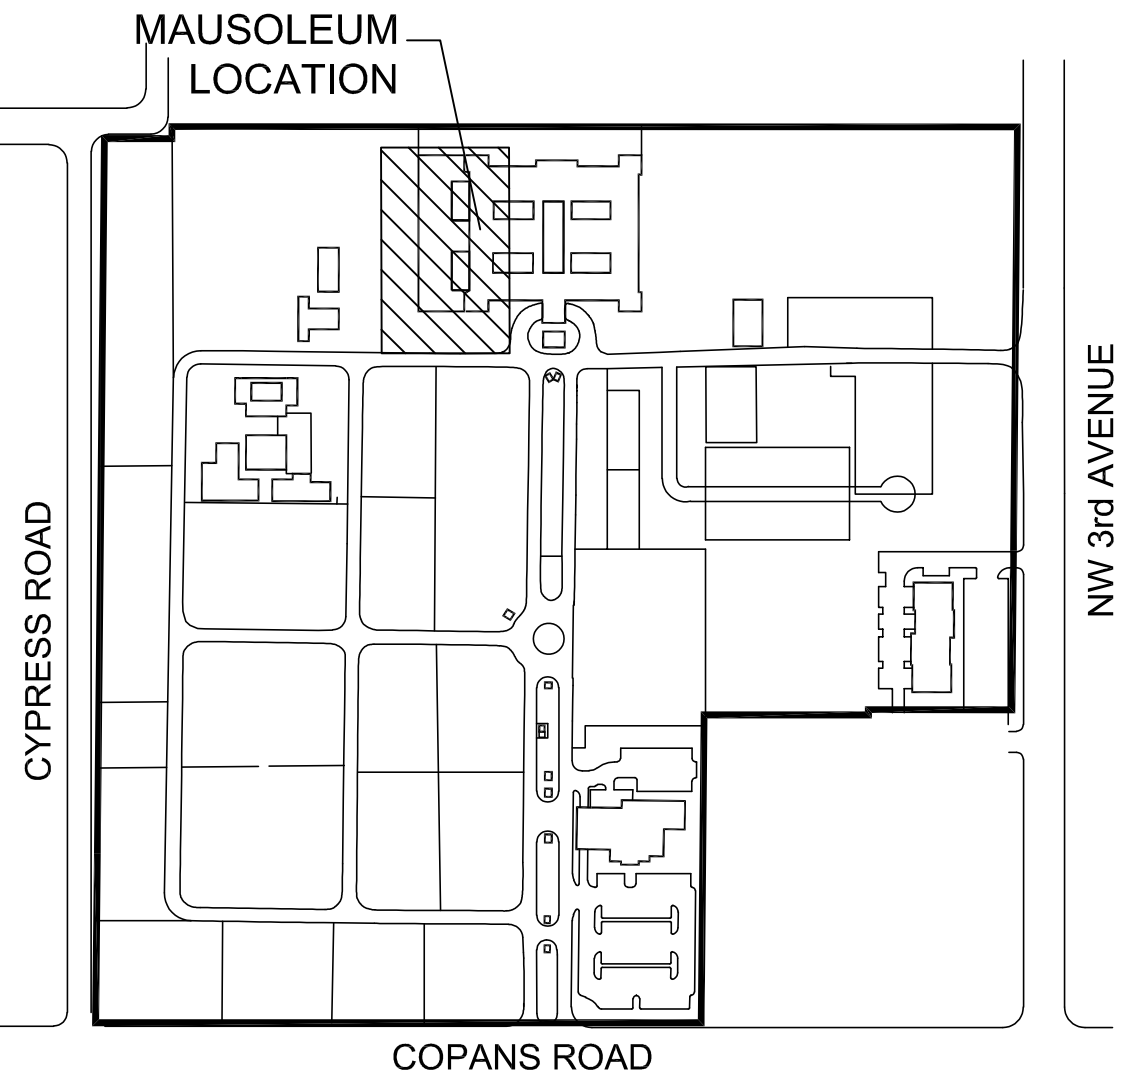 MAUSOLEUM
LOCATION
CYPRESS ROAD
NW 3rd AVENUE
COPANS ROAD